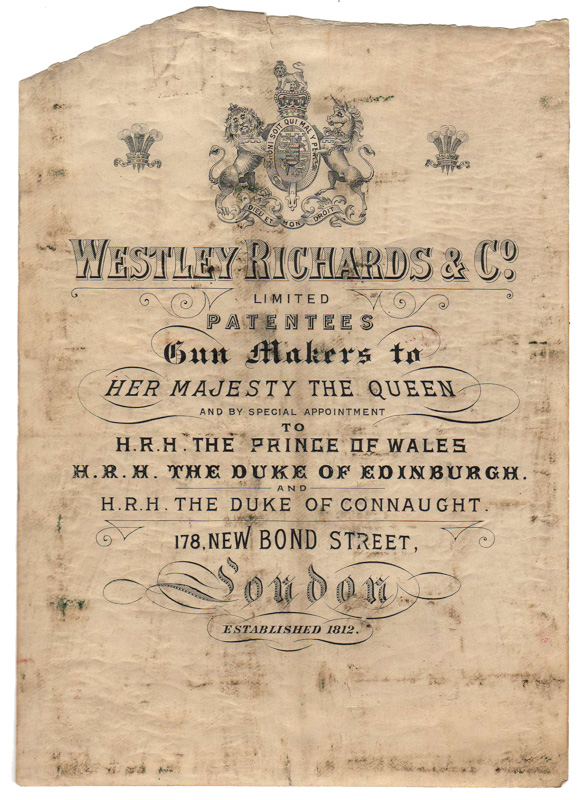 HONI SOIT QUI MAL Y PENSE
DIEU ET MON DROIT
WESTLEY RICHARDS & Co.
LIMITED
PATENTEES
Gun Makers to
HER MAJESTY THE QUEEN
AND BY SPECIAL APPOINTMENT
TO
H.R.H. THE PRINCE OF WALES
H.R.H. THE DUKE OF EDINBURGH.
AND
H.R.H. THE DUKE OF CONNAUGHT.
178, NEW BOND STREET,
London
ESTABLISHED 1812.